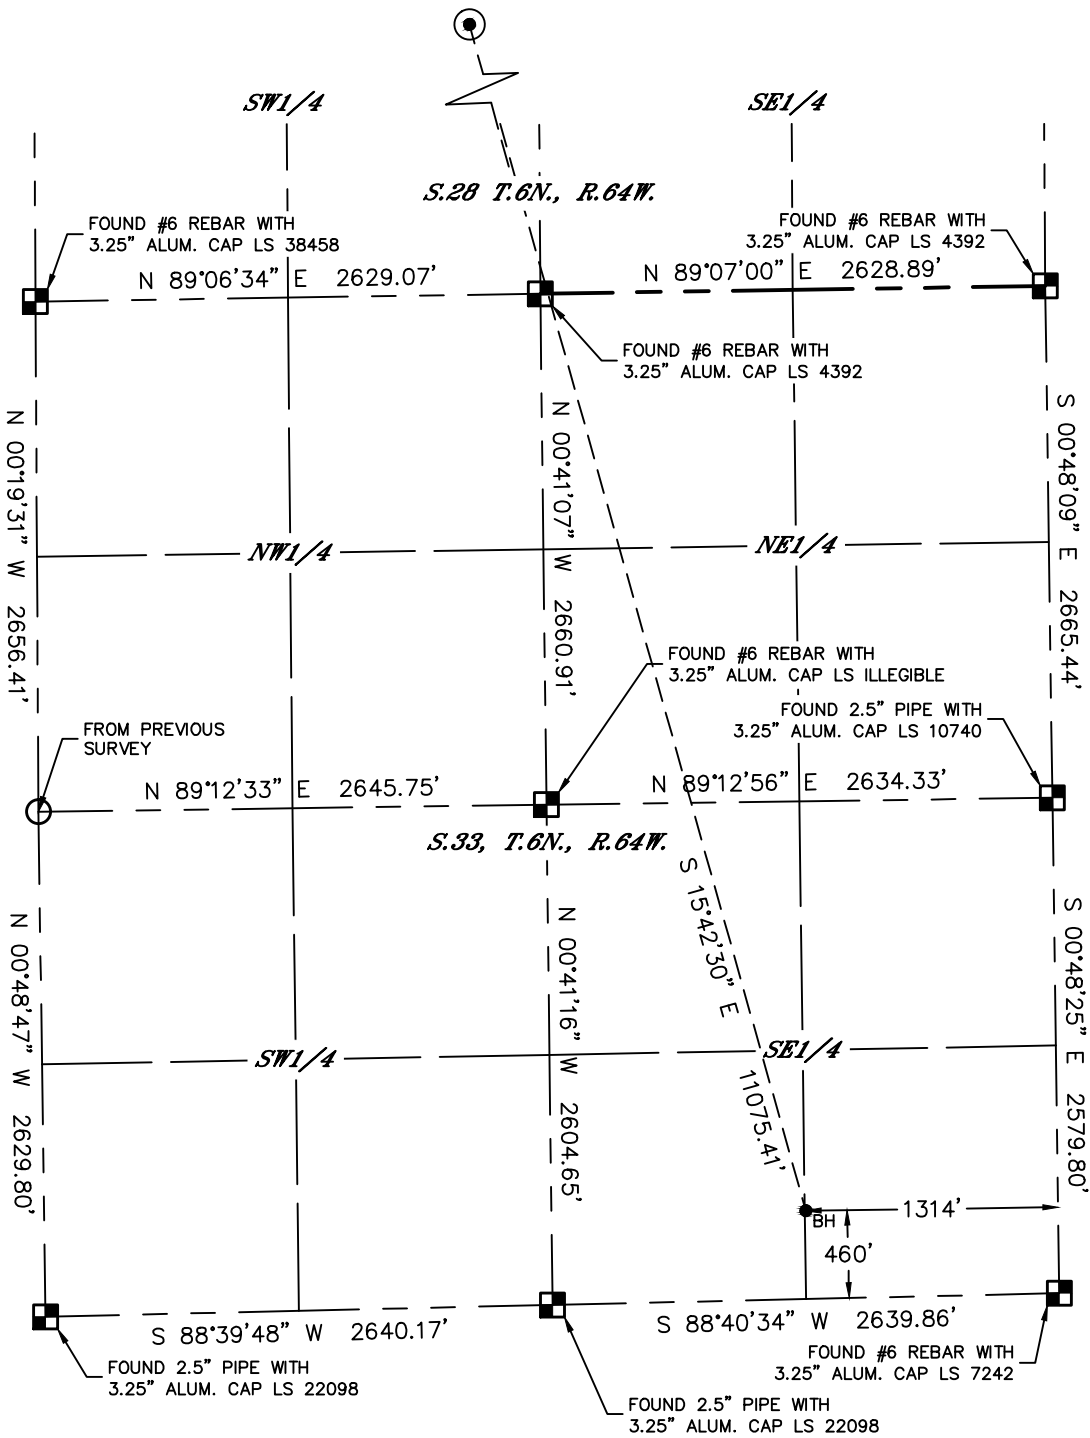 SW1/4
SE1/4
S.28 T.6N., R.64W.
FOUND #6 REBAR WITH
3.25" ALUM. CAP LS 38458
FOUND #6 REBAR WITH
3.25" ALUM. CAP LS 4392
N 89°06'34" E 2629.07'
N 89°07'00" E 2628.89'
FOUND #6 REBAR WITH
3.25" ALUM. CAP LS 4392
N 00°19'31" W 2656.41'
N 00°41'07" W 2660.91'
S 00°48'09" E 2665.44'
NW1/4
NE1/4
FOUND #6 REBAR WITH
3.25" ALUM. CAP LS ILLEGIBLE
FOUND 2.5" PIPE WITH
3.25" ALUM. CAP LS 10740
FROM PREVIOUS
SURVEY
N 89°12'33" E 2645.75'
N 89°12'56" E 2634.33'
S.33, T.6N., R.64W.
S 15°42'30" E 11075.41'
N 00°48'47" W 2629.80'
N 00°41'16" W 2604.65'
S 00°48'25" E 2579.80'
SW1/4
SE1/4
BH
1314'
460'
S 88°39'48" W 2640.17'
S 88°40'34" W 2639.86'
FOUND 2.5" PIPE WITH
3.25" ALUM. CAP LS 22098
FOUND #6 REBAR WITH
3.25" ALUM. CAP LS 7242
FOUND 2.5" PIPE WITH
3.25" ALUM. CAP LS 22098